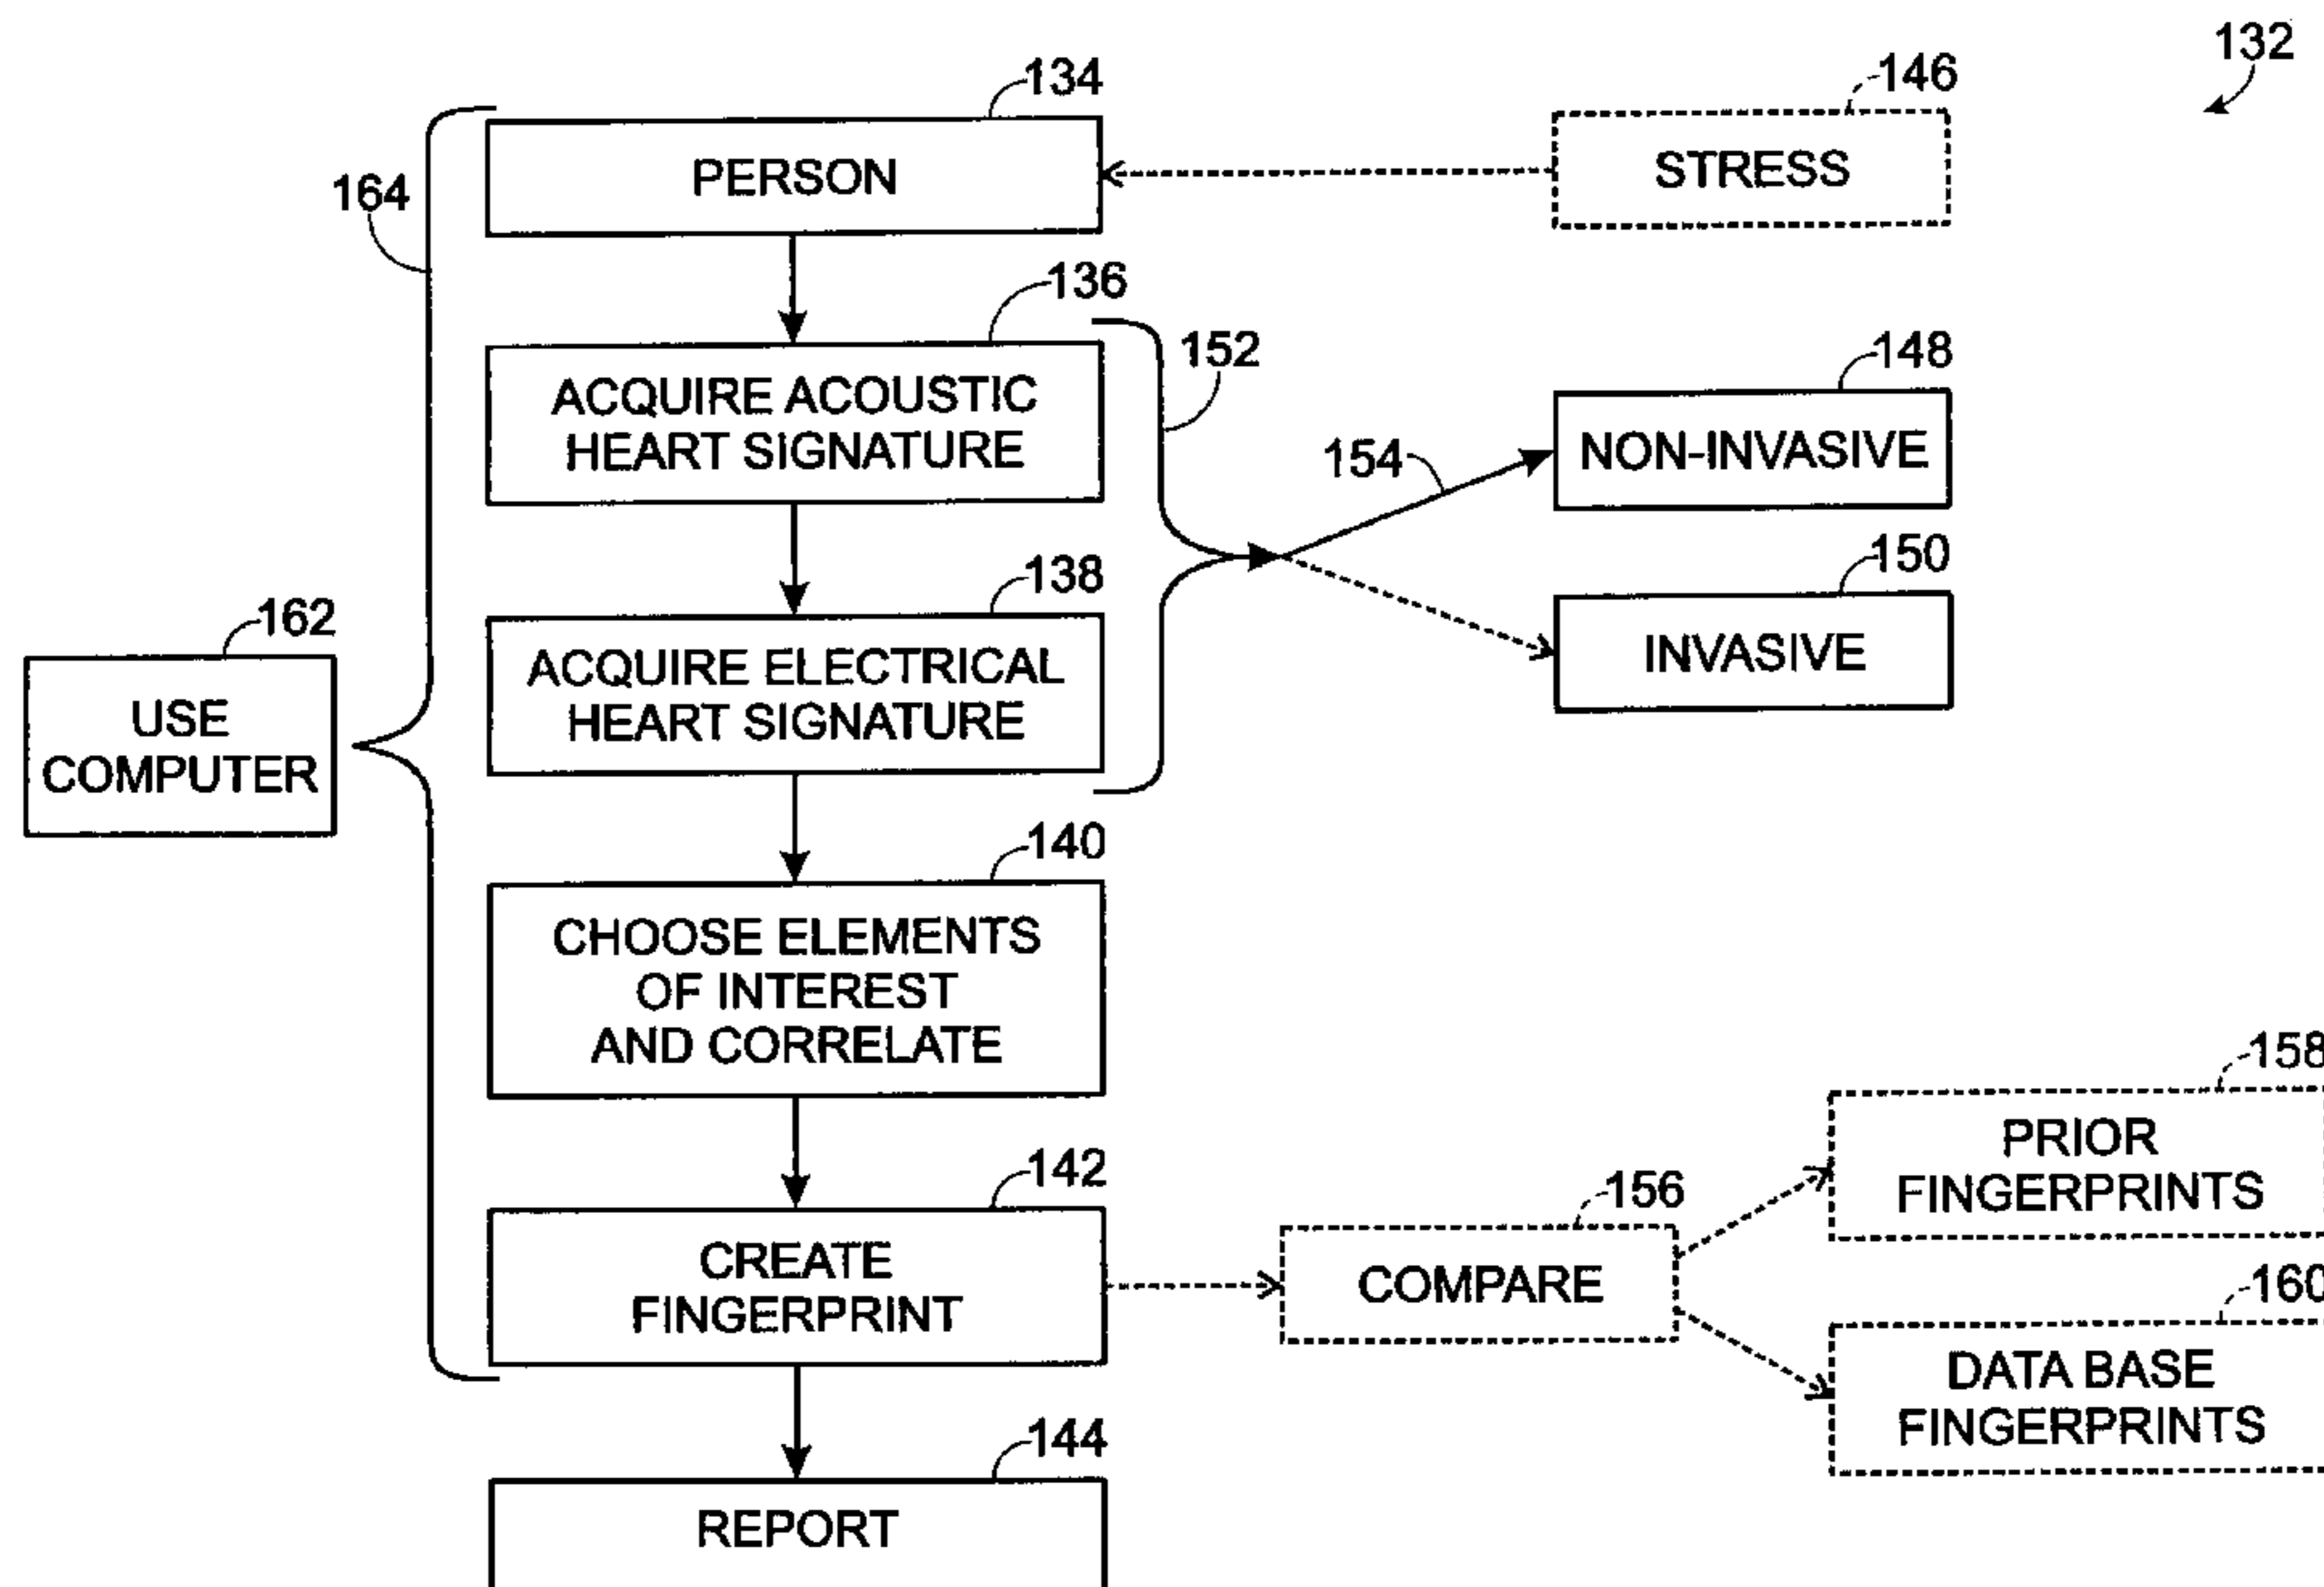 132
134
PERSON
146
STRESS
164
136
ACQUIRE ACOUSTIC
HEART SIGNATURE
152
148
NON-INVASIVE
154
150
INVASIVE
138
ACQUIRE ELECTRICAL
HEART SIGNATURE
162
USE
COMPUTER
140
CHOOSE ELEMENTS
OF INTEREST
AND CORRELATE
142
CREATE
FINGERPRINT
156
COMPARE
158
PRIOR
FINGERPRINTS
160
DATA BASE
FINGERPRINTS
144
REPORT